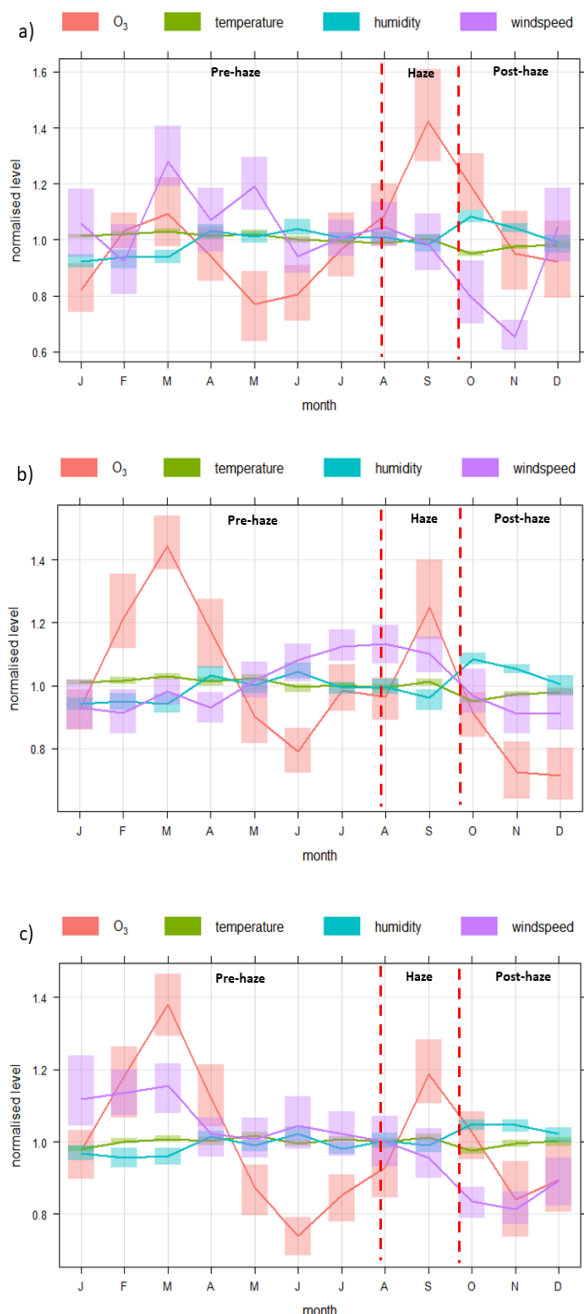 a)
O3 temperature humidity windspeed
Pre-haze Haze Post-haze
1.6
1.4
1.2
1.0
0.8
0.6
normalised level
J F M A M J J A S O N D
month
b)
O3 temperature humidity windspeed
Pre-haze Haze Post-haze
1.4
1.2
1.0
0.8
normalised level
J F M A M J J A S O N D
month
c)
O3 temperature humidity windspeed
Pre-haze Haze Post-haze
1.4
1.2
1.0
0.8
normalised level
J F M A M J J A S O N D
month